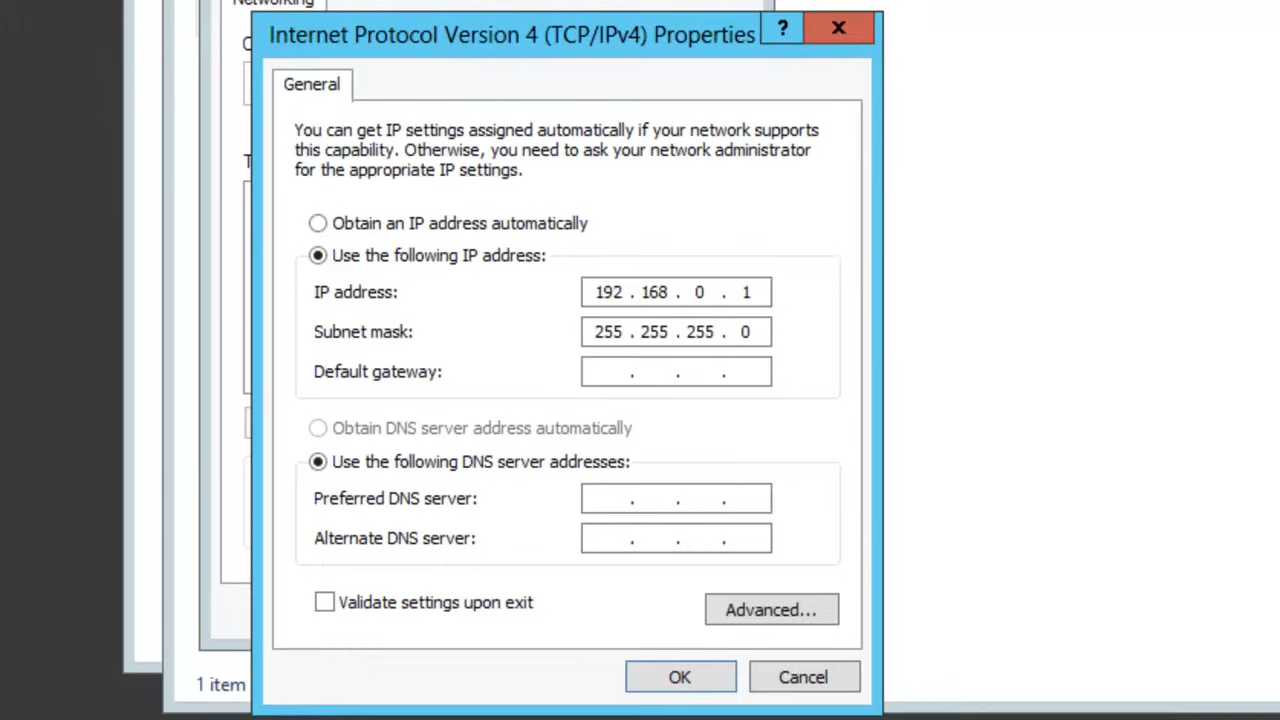 Networking
Internet Protocol Version 4 (TCP/IPv4) Properties
?
X
General
You can get IP settings assigned automatically if your network supports
this capability. Otherwise, you need to ask your network administrator
for the appropriate IP settings.
Obtain an IP address automatically
Use the following IP address:
IP address: 192 . 168 . 0 . 1
Subnet mask: 255 . 255 . 255 . 0
Default gateway: . . .
Obtain DNS server address automatically
Use the following DNS server addresses:
Preferred DNS server: . . .
Alternate DNS server: . . .
Validate settings upon exit
Advanced...
OK
Cancel
1 item